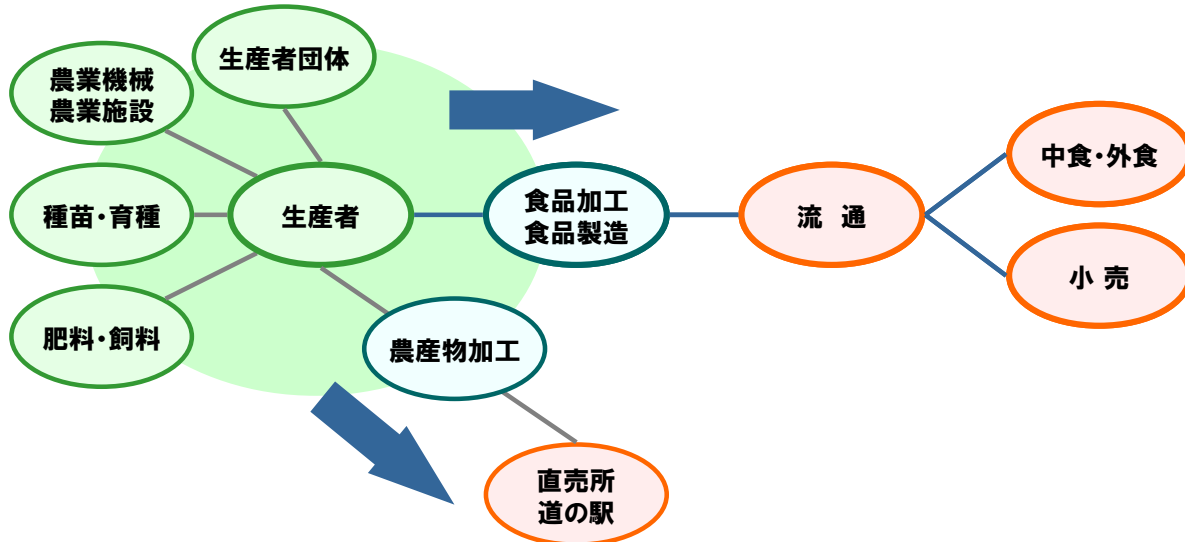 生産者団体
農業機械
農業施設
中食・外食
種苗・育種
生産者
食品加工
食品製造
流 通
小 売
肥料・飼料
農産物加工
直売所
道の駅